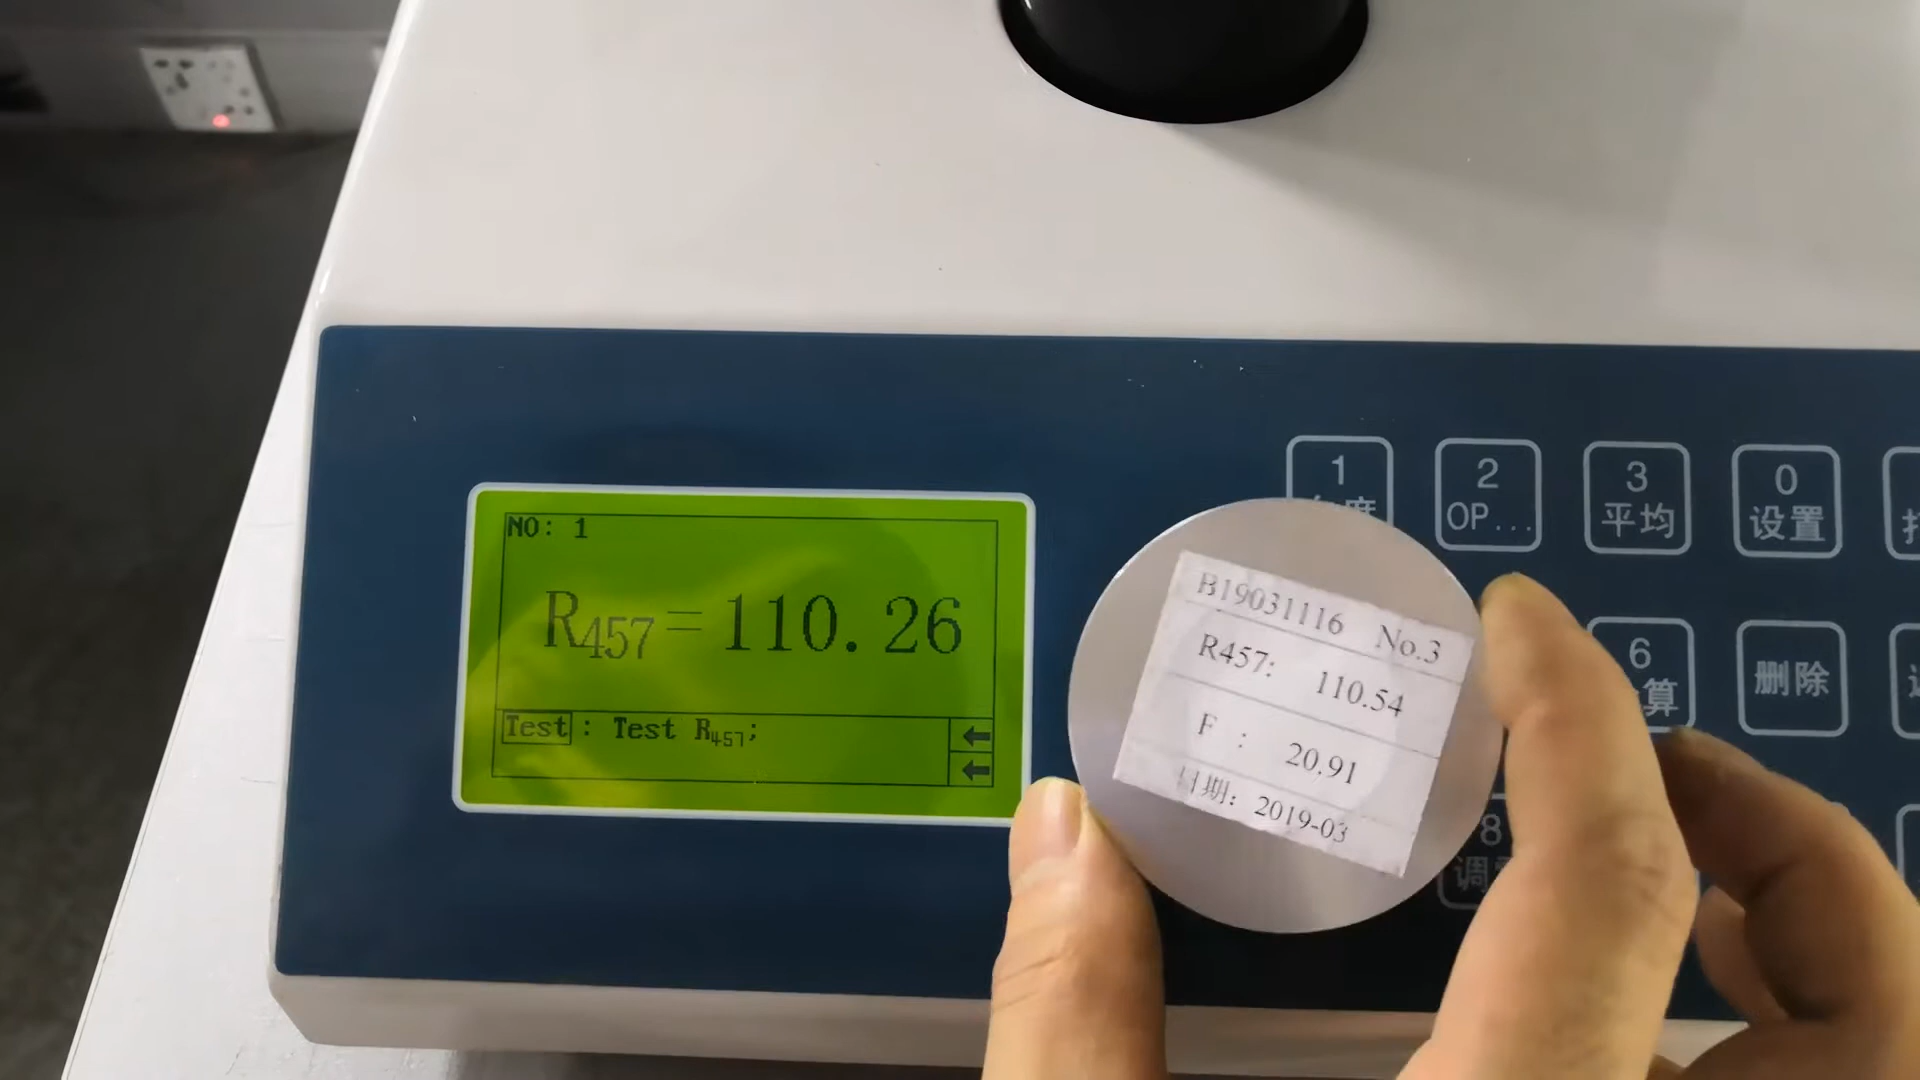 NO: 1
R457=110.26
Test: Test R457;
1
2
OP...
3
平均
0
设置
B19031116 No.3
R457: 110.54
F : 20.91
日期: 2019-03
6
算
删除
8
调